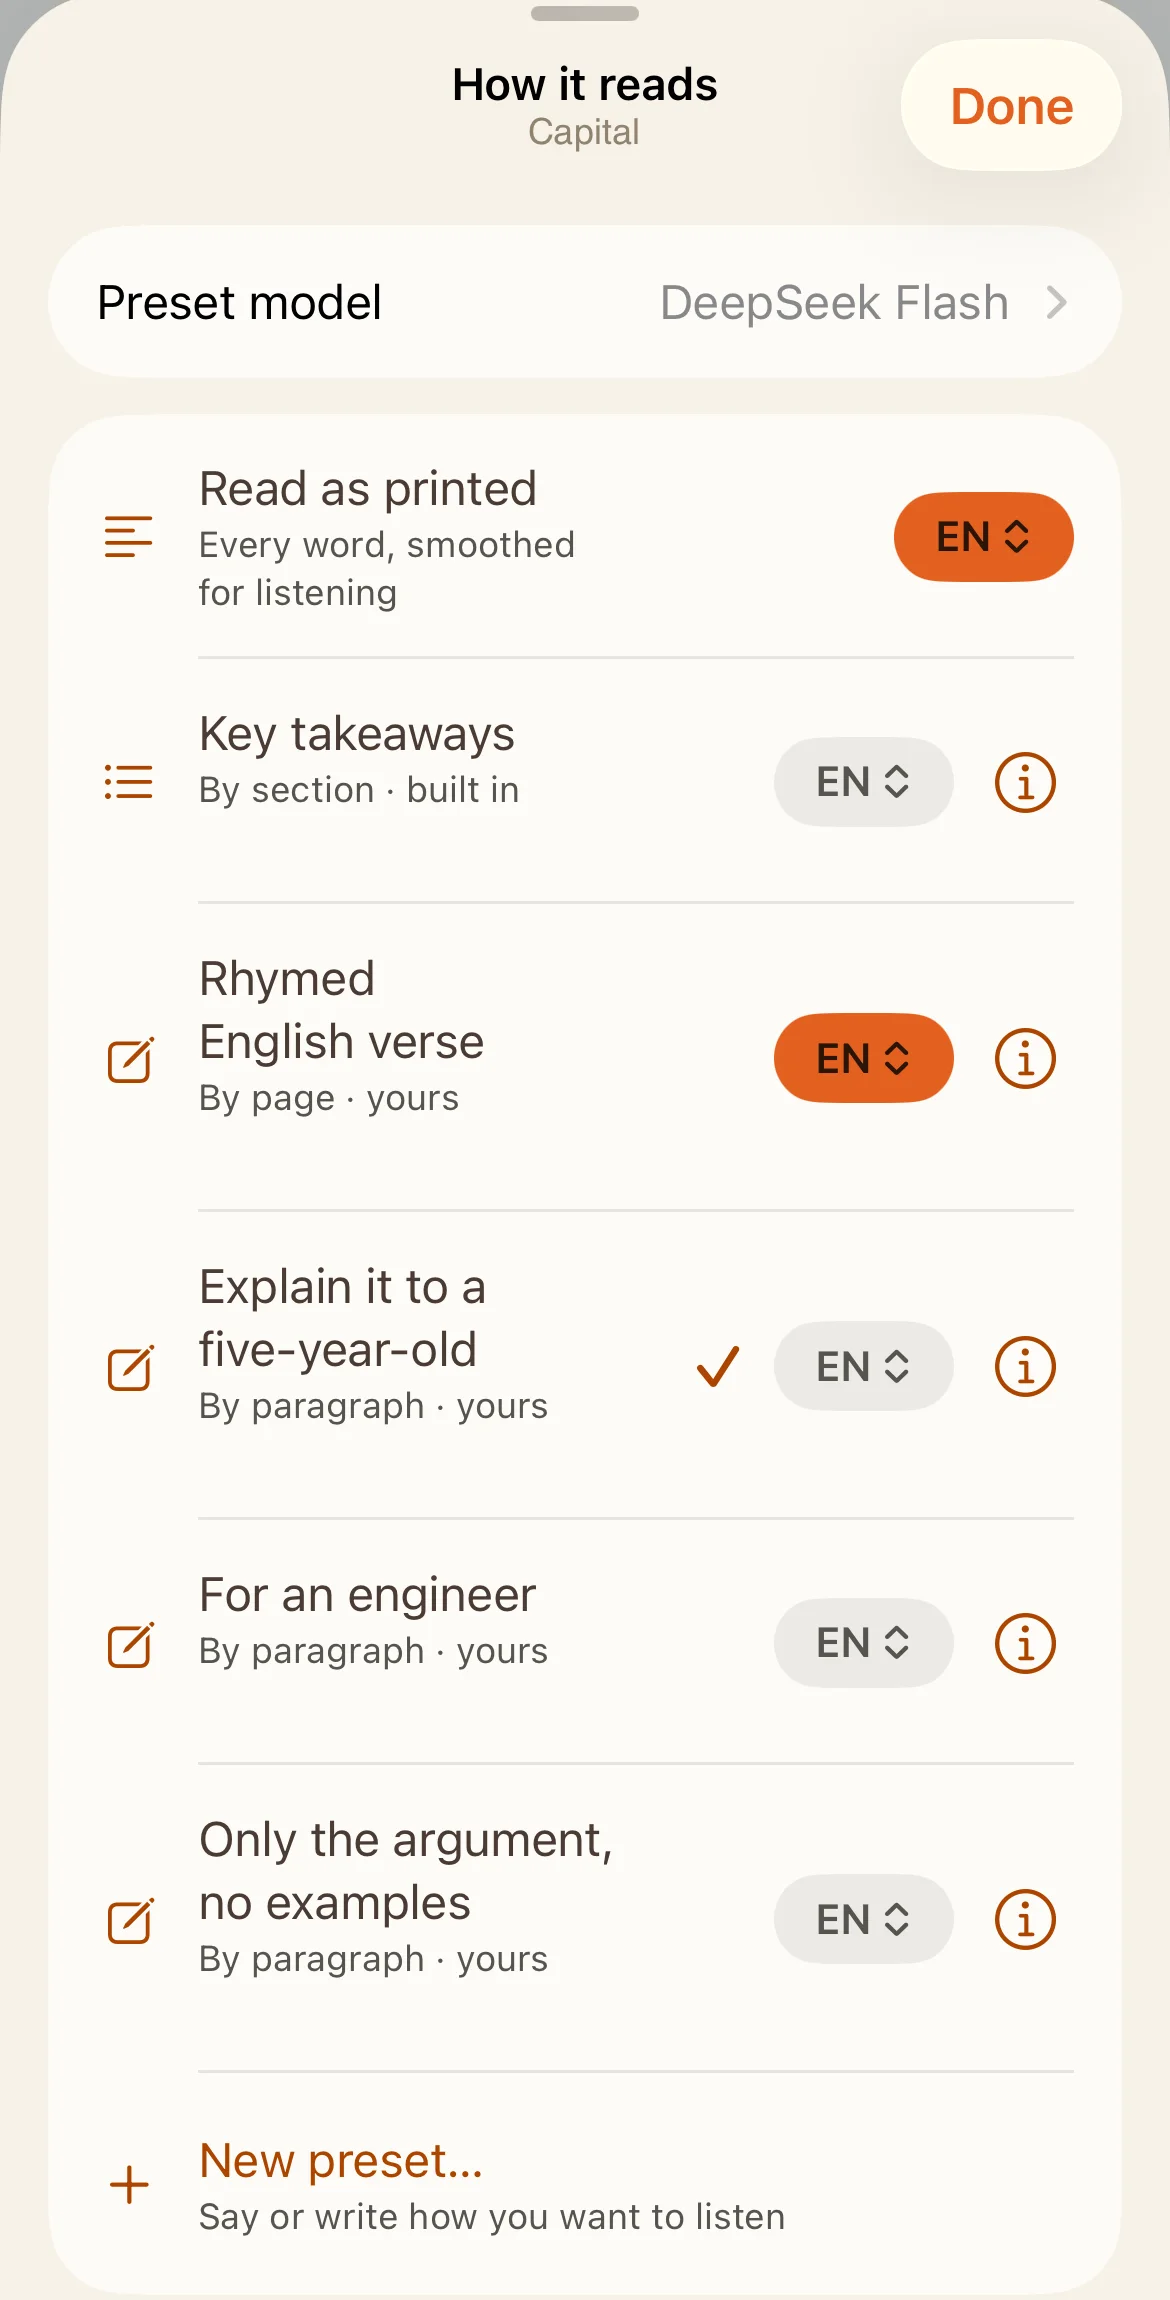 How it reads
Capital
Done
Preset model
DeepSeek Flash
Read as printed
Every word, smoothed
for listening
EN
Key takeaways
By section · built in
EN
Rhymed
English verse
By page · yours
EN
Explain it to a
five-year-old
By paragraph · yours
EN
For an engineer
By paragraph · yours
EN
Only the argument,
no examples
By paragraph · yours
EN
New preset...
Say or write how you want to listen